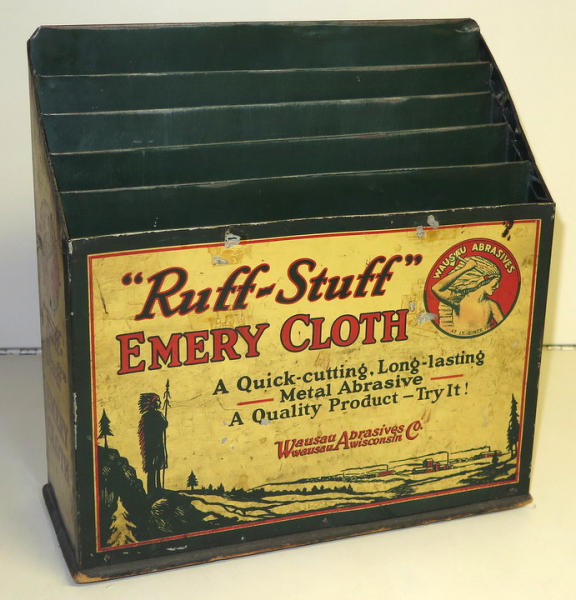 "Ruff-Stuff"
EMERY CLOTH
WAUSAU ABRASIVES
A Quick-cutting, Long-lasting
Metal Abrasive
A Quality Product - Try It!
Wausau Abrasives Co.
WAUSAU WISCONSIN